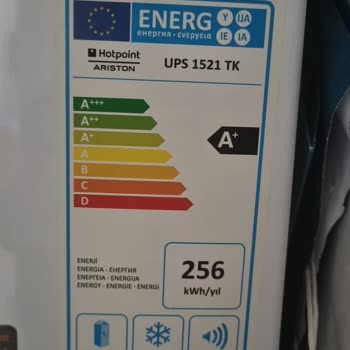 ENERG Y IJA
енергия · ενεργεια IE IA
Hotpoint
ARISTON
UPS 1521 TK
A+++
A++
A+
A
B
C
D
A+
ENERJİ
ENERGIA - ЕНЕРГИЯ
ΕΝΕΡΓΕΙΑ - ENERGIJA
ENERGY - ENERGIE - ENERGI
256
kWh/yıl